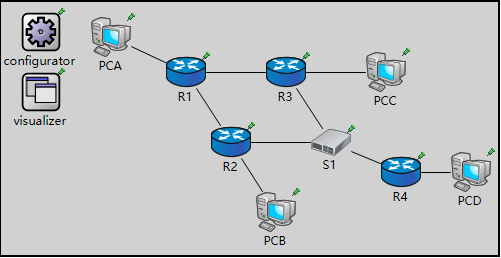 configurator
PCA
visualizer
R1
R3
PCC
R2
S1
R4
PCD
PCB